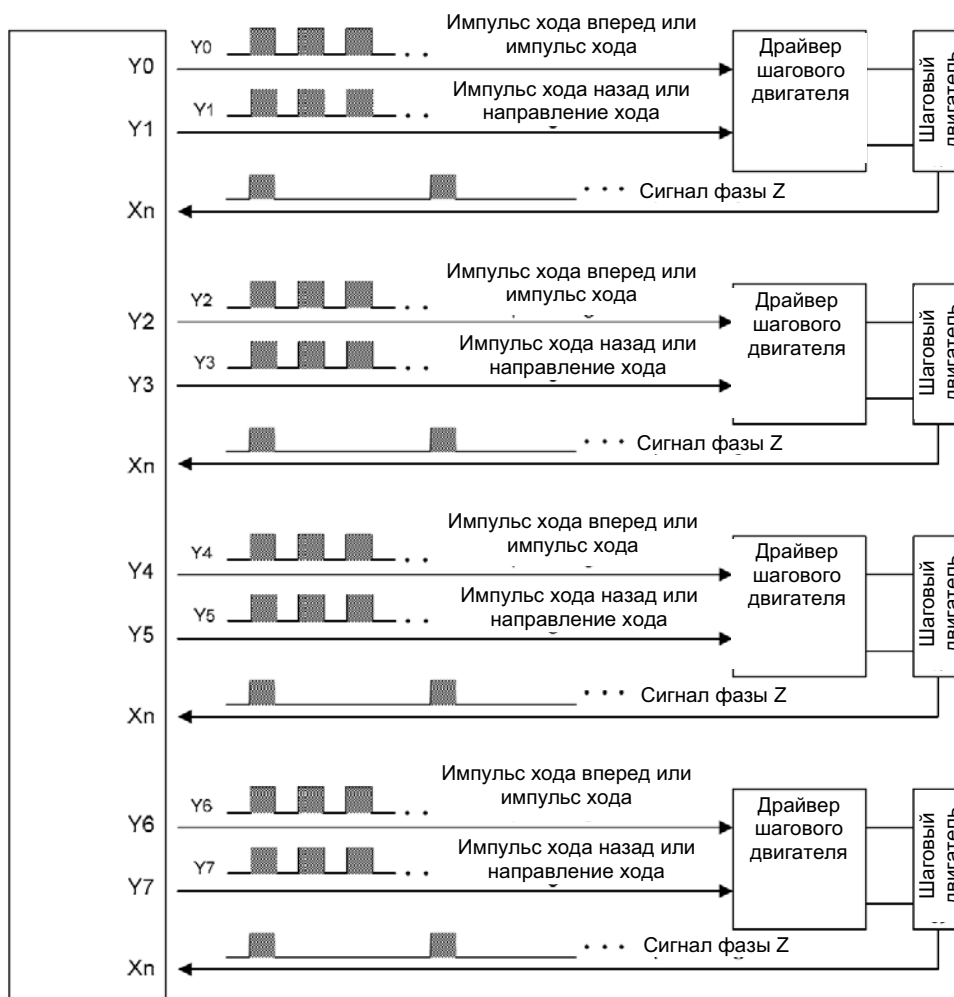 Импульс хода вперед или
импульс хода
Y0
Y0
Импульс хода назад или
направление хода
Y1
Y1
Драйвер
шагового
двигателя
Шаговый
двигатель
Сигнал фазы Z
Xn
Импульс хода вперед или
импульс хода
Y2
Y2
Импульс хода назад или
направление хода
Y3
Y3
Драйвер
шагового
двигателя
Шаговый
двигатель
Сигнал фазы Z
Xn
Импульс хода вперед или
импульс хода
Y4
Y4
Импульс хода назад или
направление хода
Y5
Y5
Драйвер
шагового
двигателя
Шаговый
двигатель
Сигнал фазы Z
Xn
Импульс хода вперед или
импульс хода
Y6
Y6
Импульс хода назад или
направление хода
Y7
Y7
Драйвер
шагового
двигателя
Шаговый
двигатель
Сигнал фазы Z
Xn